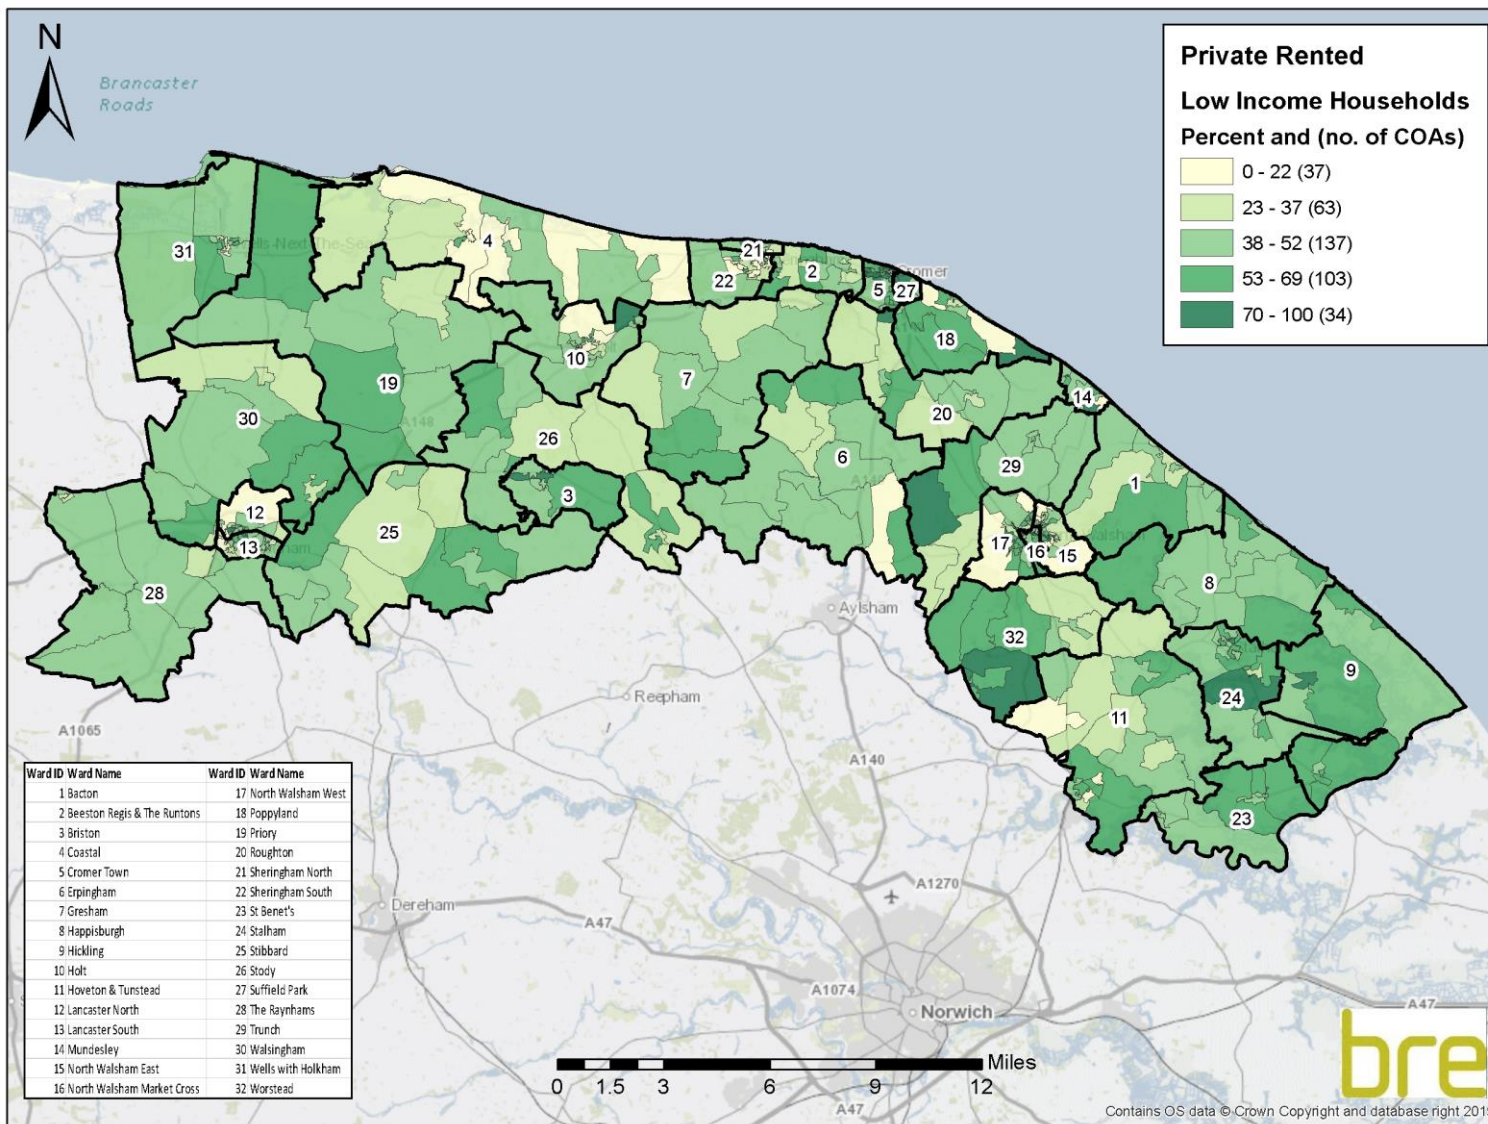 N
Brancaster
Roads
Private Rented
Low Income Households
Percent and (no. of COAs)
0 - 22 (37)
23 - 37 (63)
38 - 52 (137)
53 - 69 (103)
70 - 100 (34)
31
4
21
22
2
Cromer
5
27
18
10
7
19
A148
14
30
20
26
6
29
1
3
12
25
17
16
15
13
8
28
Aylsham
32
9
Reepham
24
11
A1065
A140
23
Ward ID Ward Name Ward ID Ward Name
1 Bacton 17 North Walsham West
2 Beeston Regis & The Runtons 18 Poppyland
3 Briston 19 Priory
4 Coastal 20 Roughton
5 Cromer Town 21 Sheringham North
6 Erpingham 22 Sheringham South
7 Gresham 23 St Benet's
8 Happisburgh 24 Stalham
9 Hickling 25 Stibbard
10 Holt 26 Stody
11 Hoveton & Tunstead 27 Suffield Park
12 Lancaster North 28 The Raynhams
13 Lancaster South 29 Trunch
14 Mundesley 30 Walsingham
15 North Walsham East 31 Wells with Holkham
16 North Walsham Market Cross 32 Worstead
Dereham
A47
A1270
A1074
Norwich
A47
Miles
0 1.5 3 6 9 12
A47
bre
Contains OS data © Crown Copyright and database right 201